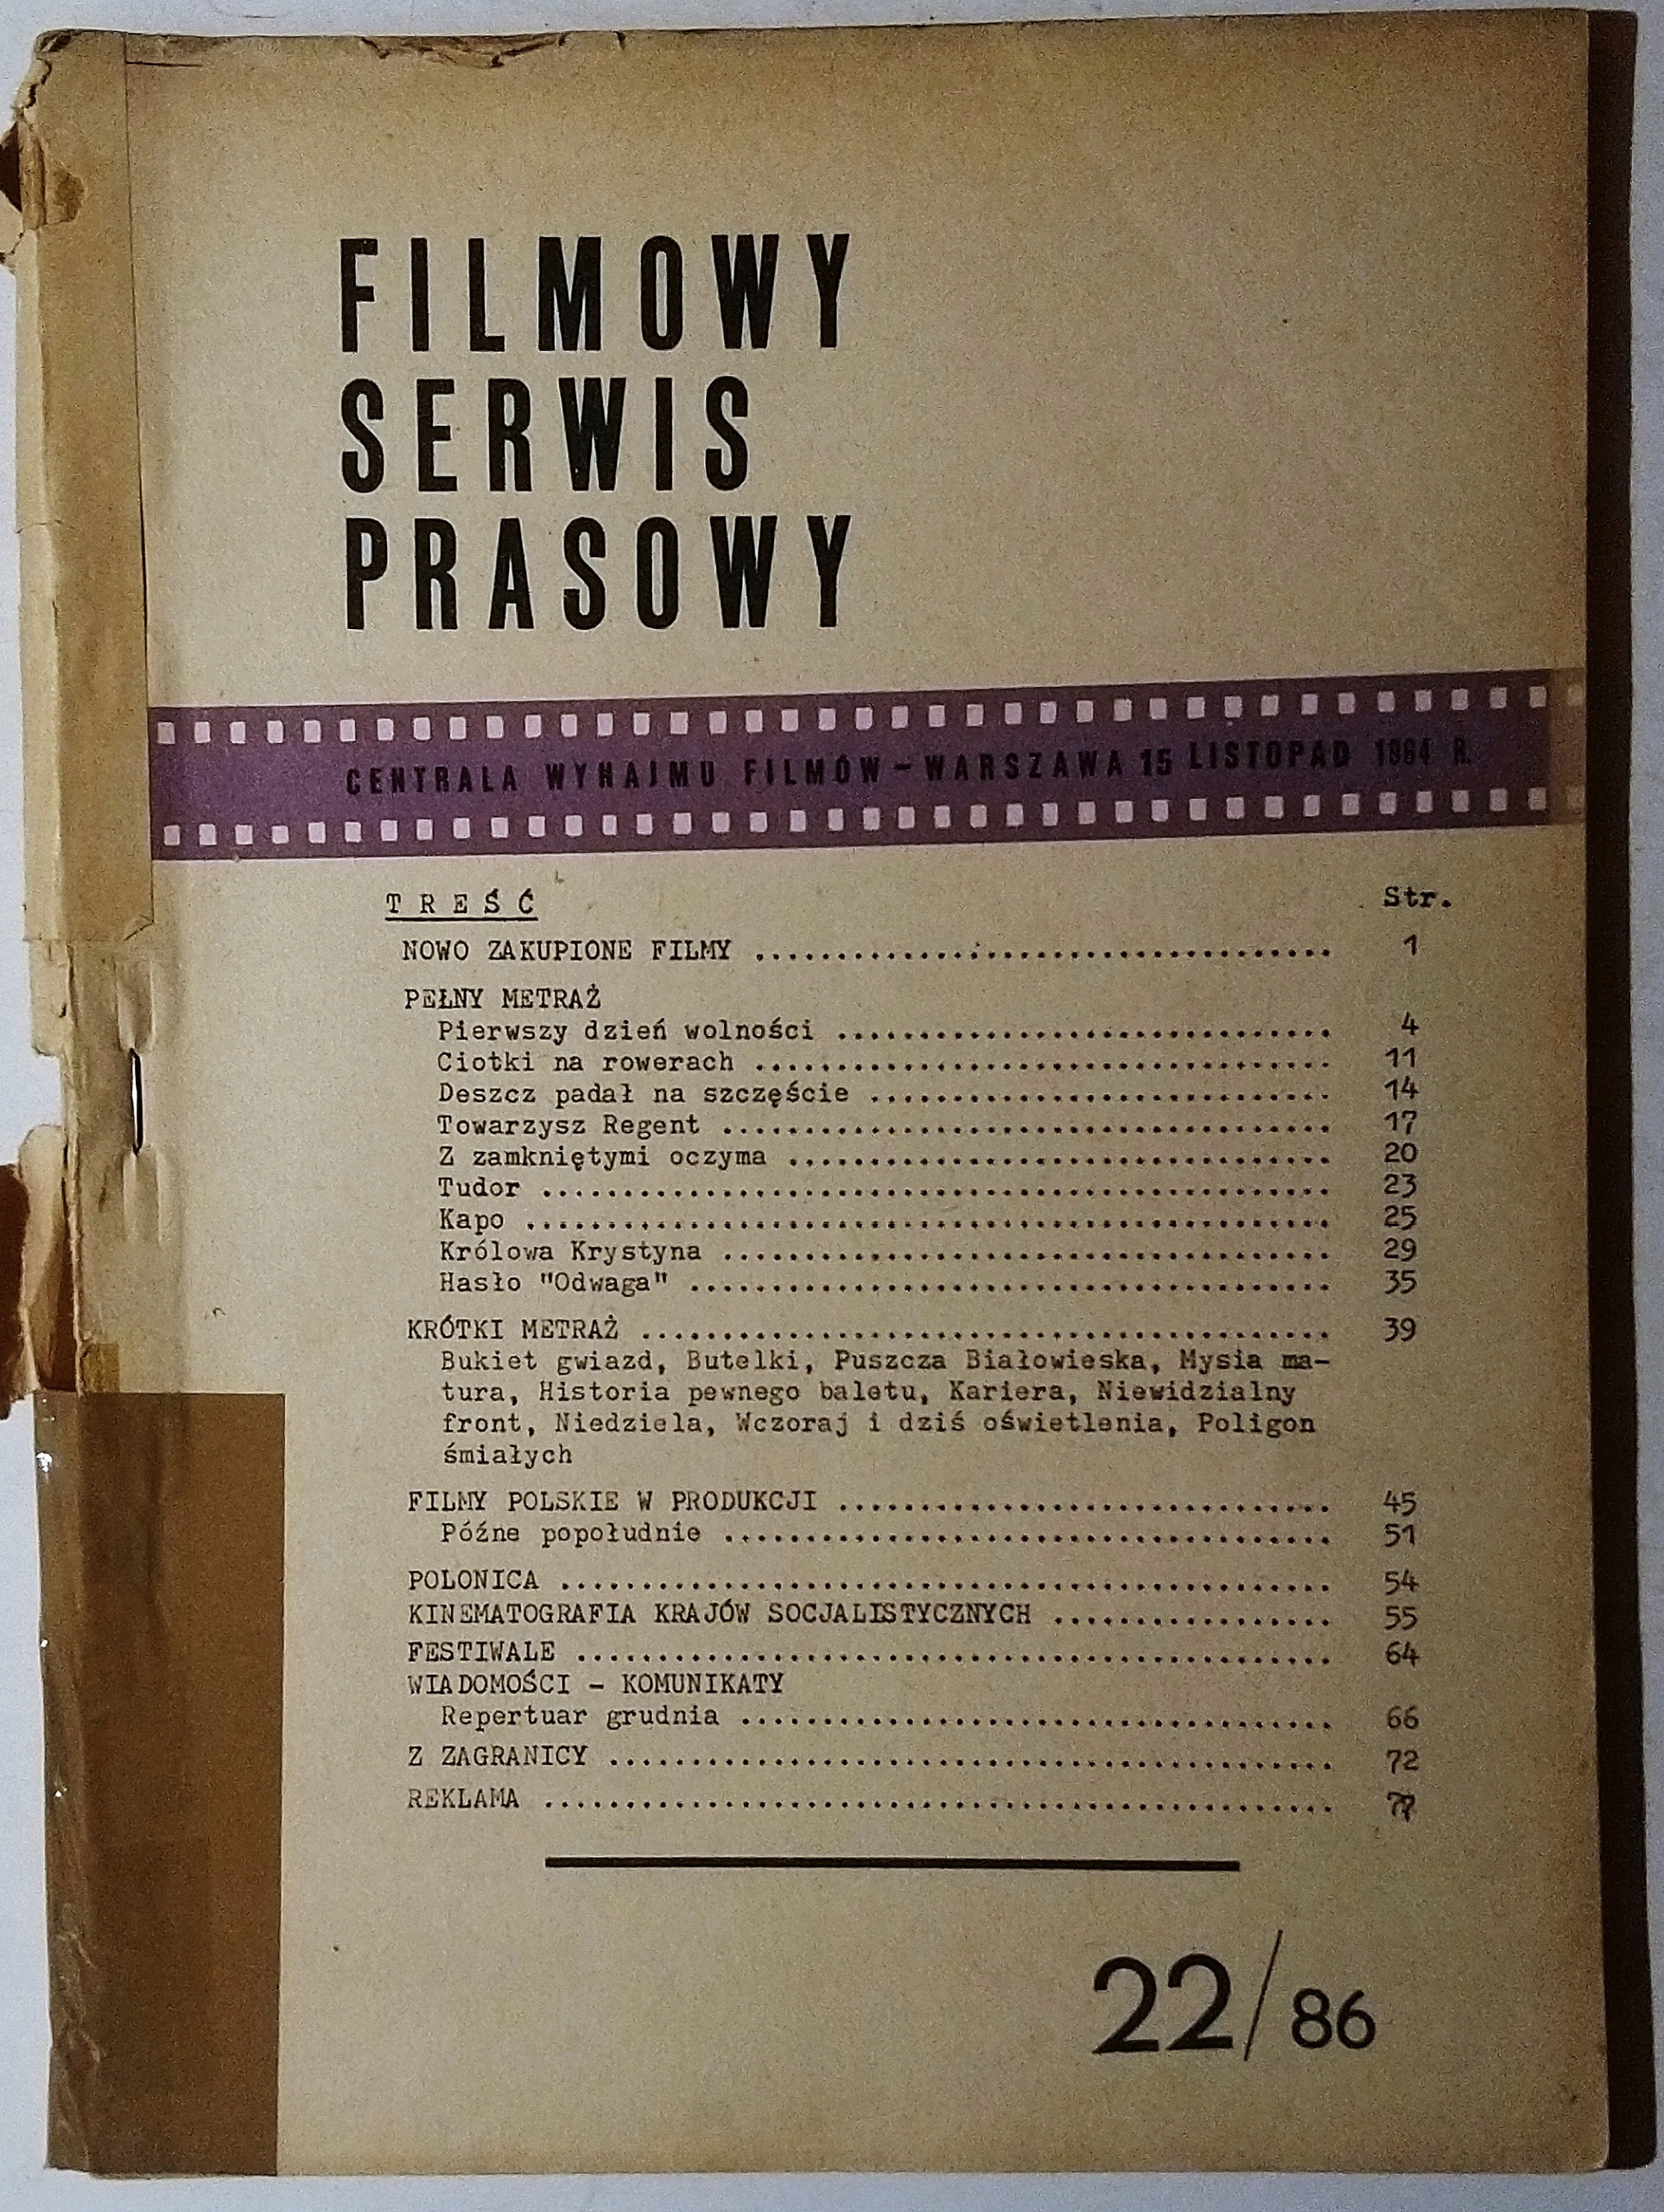 FILMOWY
SERWIS
PRASOWY
CENTRALA WYNAJMU FILMÓW – WARSZAWA 15 LISTOPAD 1964 R.
TREŚĆ Str.
NOWO ZAKUPIONE FILMY .................................... 1
PEŁNY METRAŻ
Pierwszy dzień wolności ............................... 4
Ciotki na rowerach .................................... 11
Deszcz padał na szczęście ............................. 14
Towarzysz Regent ...................................... 17
Z zamkniętymi oczyma .................................. 20
Tudor ................................................. 23
Kapo .................................................. 25
Królowa Krystyna ...................................... 29
Hasło "Odwaga" ........................................ 35
KRÓTKI METRAŻ ........................................... 39
Bukiet gwiazd, Butelki, Puszcza Białowieska, Mysia ma-
tura, Historia pewnego baletu, Kariera, Niewidzialny
front, Niedziela, Wczoraj i dziś oświetlenia, Poligon
śmiałych
FILMY POLSKIE W PRODUKCJI ............................... 45
Późne popołudnie ...................................... 51
POLONICA ................................................ 54
KINEMATOGRAFIA KRAJÓW SOCJALISTYCZNYCH .................. 55
FESTIWALE ............................................... 64
WIADOMOŚCI – KOMUNIKATY
Repertuar grudnia ..................................... 66
Z ZAGRANICY ............................................. 72
REKLAMA .................................................
22/86